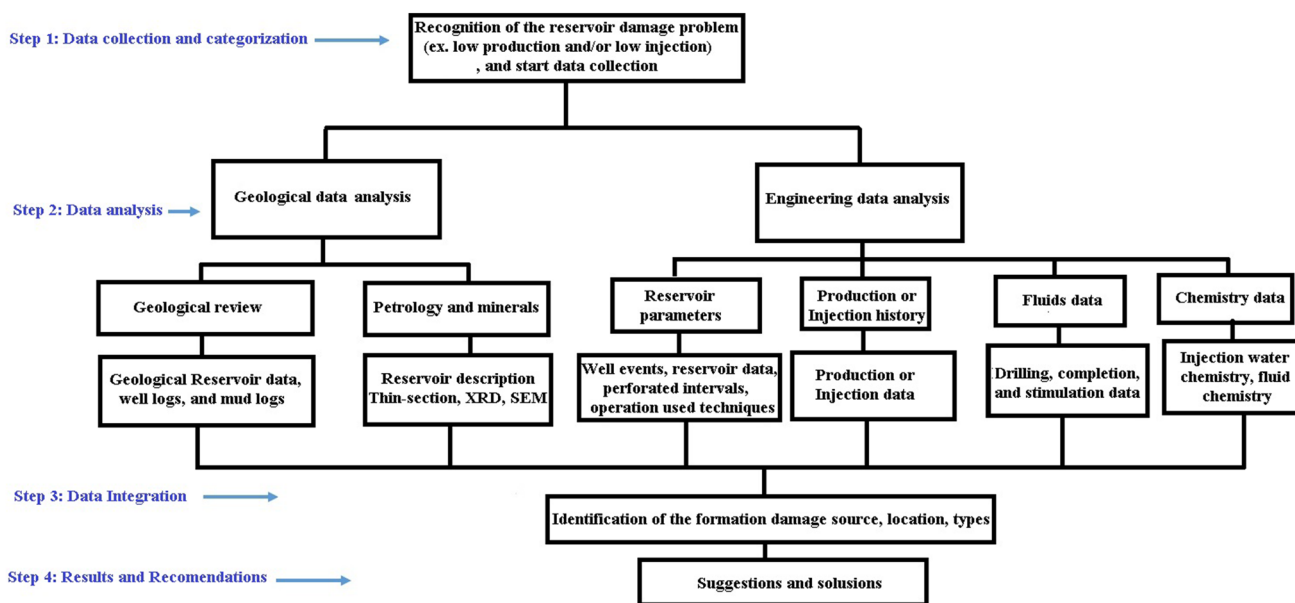 Step 1: Data collection and categorization
Recognition of the reservoir damage problem
(ex. low production and/or low injection)
, and start data collection
Step 2: Data analysis
Geological data analysis
Engineering data analysis
Geological review
Petrology and minerals
Reservoir
parameters
Production or
Injection history
Fluids data
Chemistry data
Geological Reservoir data,
well logs, and mud logs
Reservoir description
Thin-section, XRD, SEM
Well events, reservoir data,
perforated intervals,
operation used techniques
Production or
Injection data
Drilling, completion,
and stimulation data
Injection water
chemistry, fluid
chemistry
Step 3: Data Integration
Identification of the formation damage source, location, types
Step 4: Results and Recomendations
Suggestions and solusions